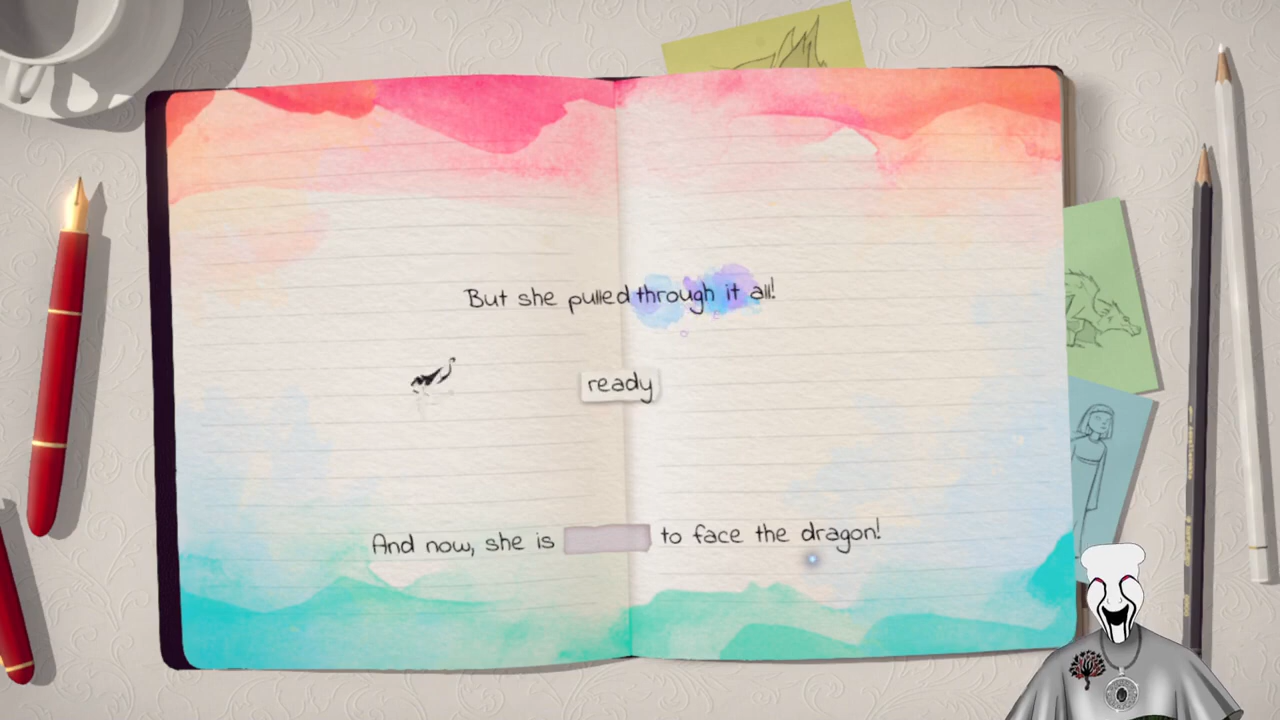 But she pulled through it all!
ready
And now, she is to face the dragon!